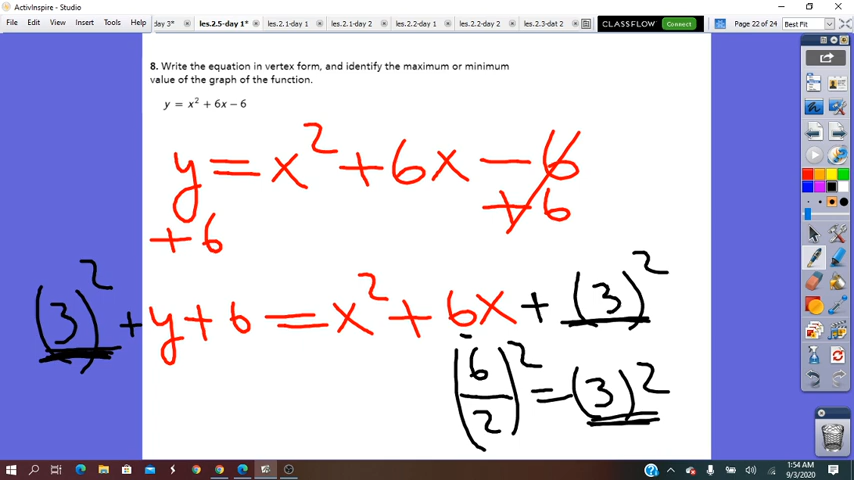 ActivInspire - Studio
File Edit View Insert Tools Help
day 3* les.2.5-day 1* les.2.1-day 1 les.2.1-day 2 les.2.2-day 1 les.2.2-day 2 les.2.3-dat 2 CLASSFLOW Connect Page 22 of 24 Best Fit
8. Write the equation in vertex form, and identify the maximum or minimum
value of the graph of the function.
y = x² + 6x – 6
y = x² + 6x – 6
+ 6 + 6
(3)² + y + 6 = x² + 6x + (3)²
(6/2)² = (3)²
1:54 AM
9/3/2020